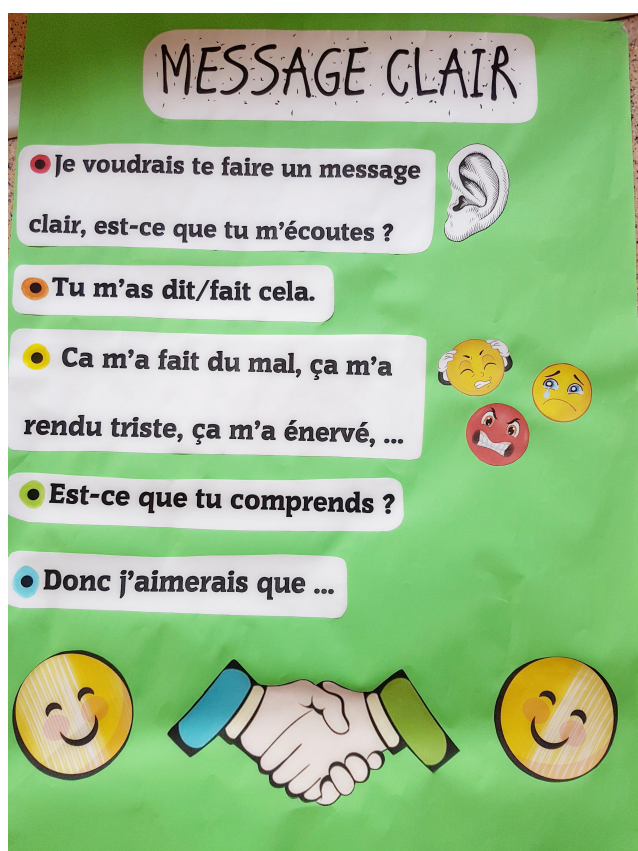 MESSAGE CLAIR
• Je voudrais te faire un message
clair, est-ce que tu m'écoutes ?
• Tu m'as dit/fait cela.
• Ca m'a fait du mal, ça m'a
rendu triste, ça m'a énervé, ...
• Est-ce que tu comprends ?
• Donc j'aimerais que ...